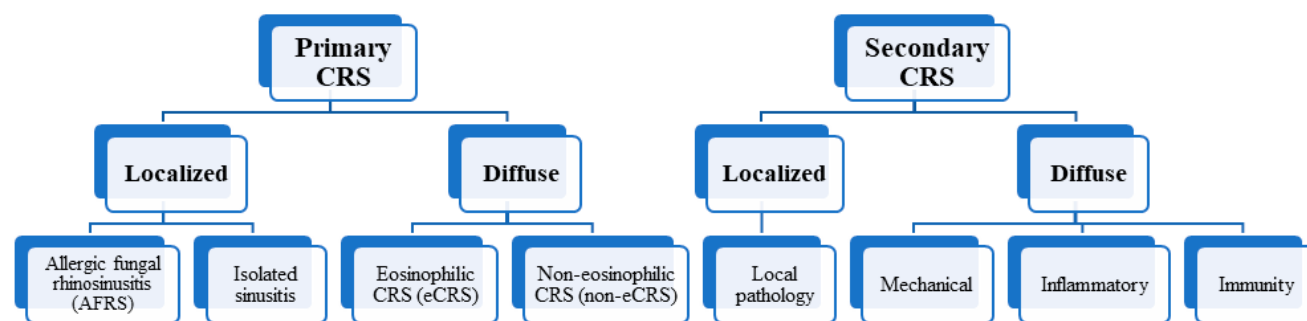 Primary
CRS
Secondary
CRS
Localized
Diffuse
Localized
Diffuse
Allergic fungal
rhinosinusitis
(AFRS)
Isolated
sinusitis
Eosinophilic
CRS (eCRS)
Non-eosinophilic
CRS (non-eCRS)
Local
pathology
Mechanical
Inflammatory
Immunity